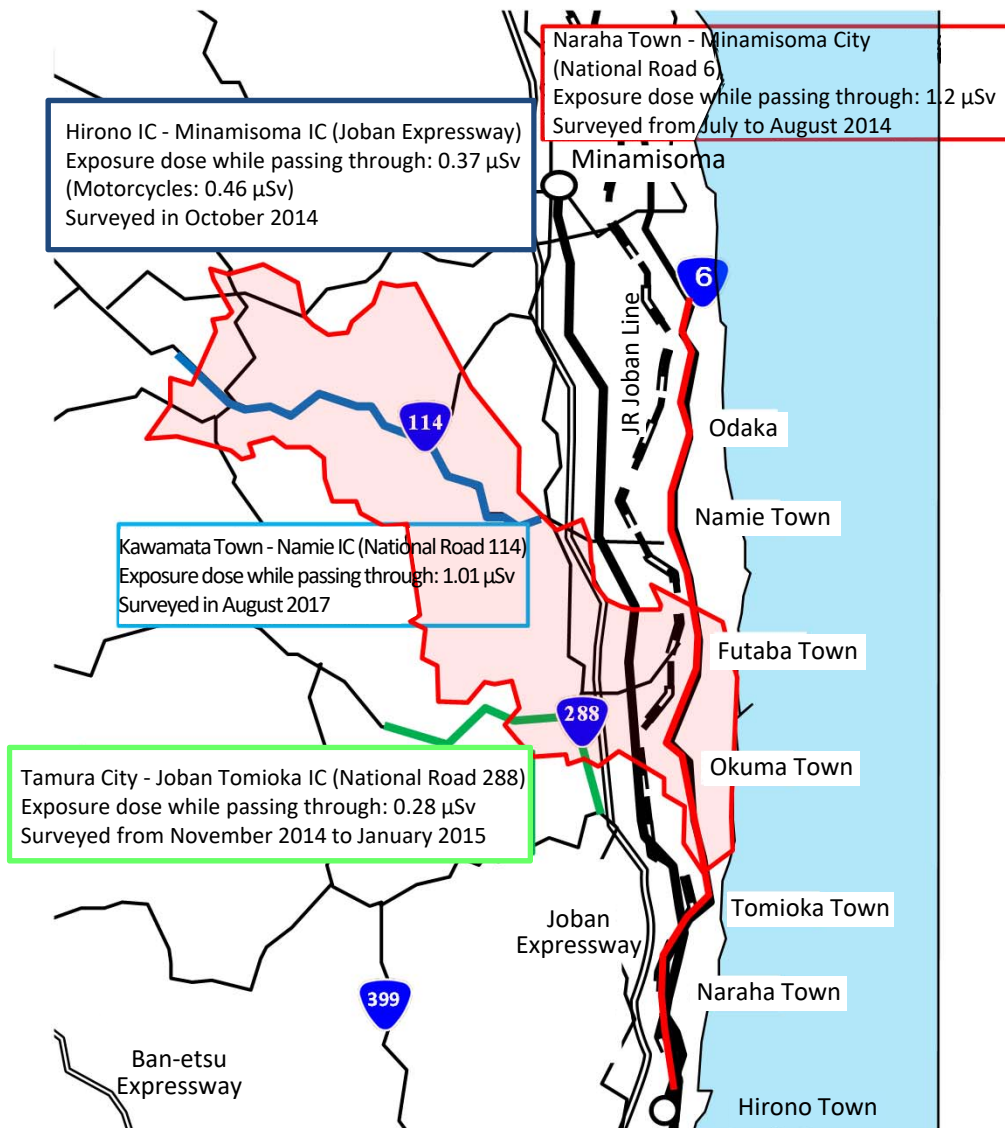 Naraha Town - Minamisoma City
(National Road 6)
Exposure dose while passing through: 1.2 µSv
Surveyed from July to August 2014
Hirono IC - Minamisoma IC (Joban Expressway)
Exposure dose while passing through: 0.37 µSv
(Motorcycles: 0.46 µSv)
Surveyed in October 2014
Minamisoma
6
JR Joban Line
114
Odaka
Namie Town
Kawamata Town - Namie IC (National Road 114)
Exposure dose while passing through: 1.01 µSv
Surveyed in August 2017
Futaba Town
288
Okuma Town
Tamura City - Joban Tomioka IC (National Road 288)
Exposure dose while passing through: 0.28 µSv
Surveyed from November 2014 to January 2015
Tomioka Town
Joban
Expressway
Naraha Town
399
Ban-etsu
Expressway
Hirono Town